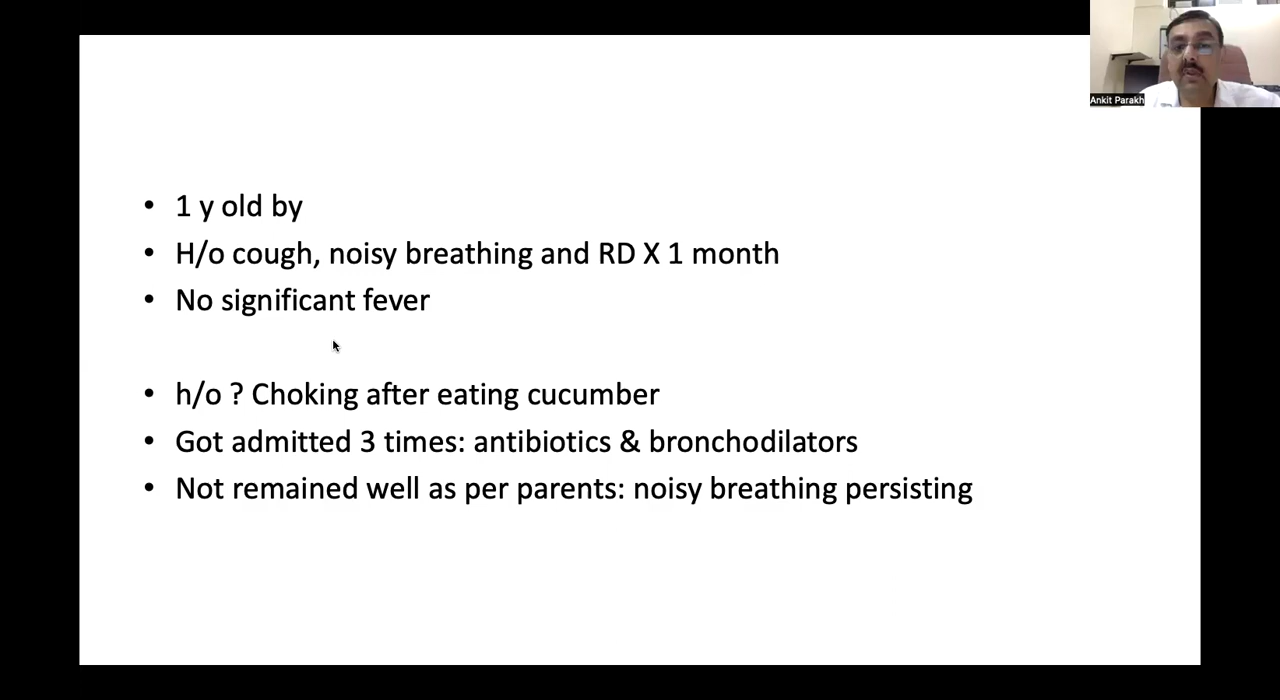 Ankit Parakh
• 1 y old by
• H/o cough, noisy breathing and RD X 1 month
• No significant fever
• h/o ? Choking after eating cucumber
• Got admitted 3 times: antibiotics & bronchodilators
• Not remained well as per parents: noisy breathing persisting